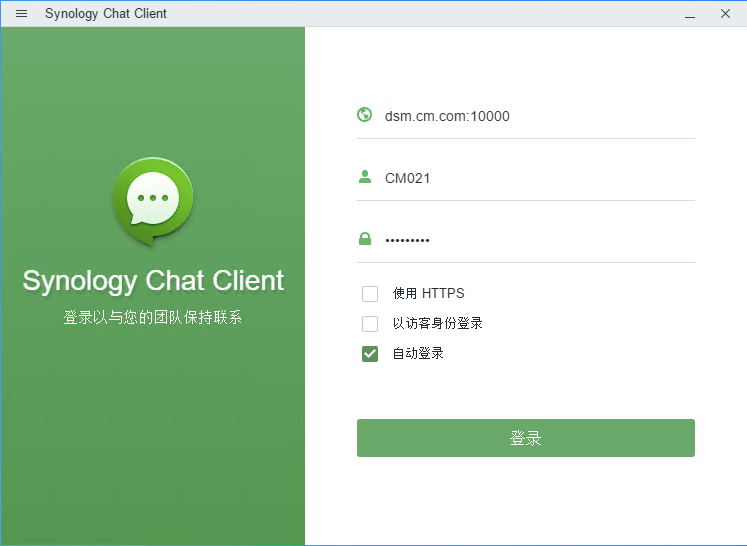 Synology Chat Client
dsm.cm.com:10000
CM021
•••••••••
Synology Chat Client
登录以与您的团队保持联系
使用 HTTPS
以访客身份登录
自动登录
登录